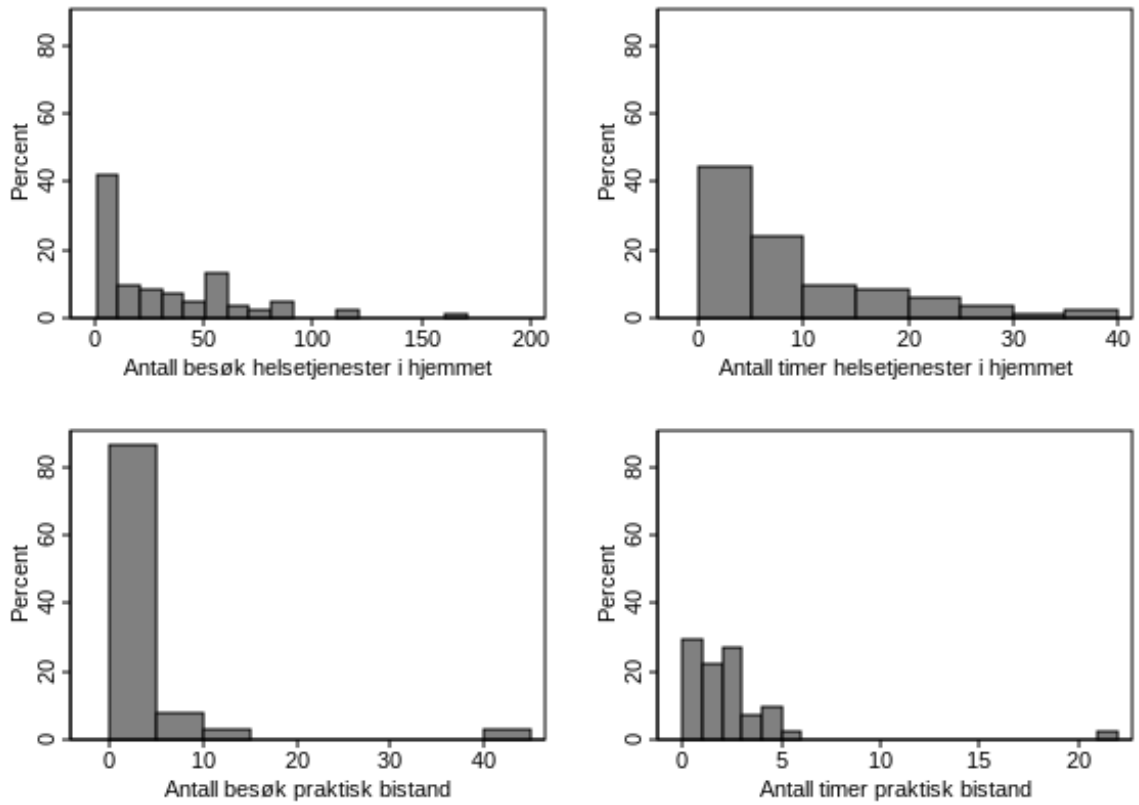 Percent
80
60
40
20
0
0 50 100 150 200
Antall besøk helsetjenester i hjemmet
Percent
80
60
40
20
0
0 10 20 30 40
Antall timer helsetjenester i hjemmet
Percent
80
60
40
20
0
0 10 20 30 40
Antall besøk praktisk bistand
Percent
80
60
40
20
0
0 5 10 15 20
Antall timer praktisk bistand